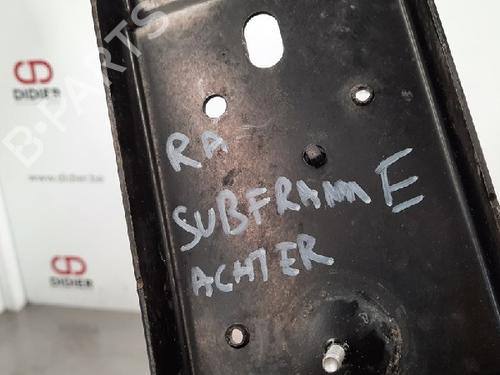 DIDIER
www.didier.be
DIDIER
B-PARTS
RA
SUBFRAME
ACHTER